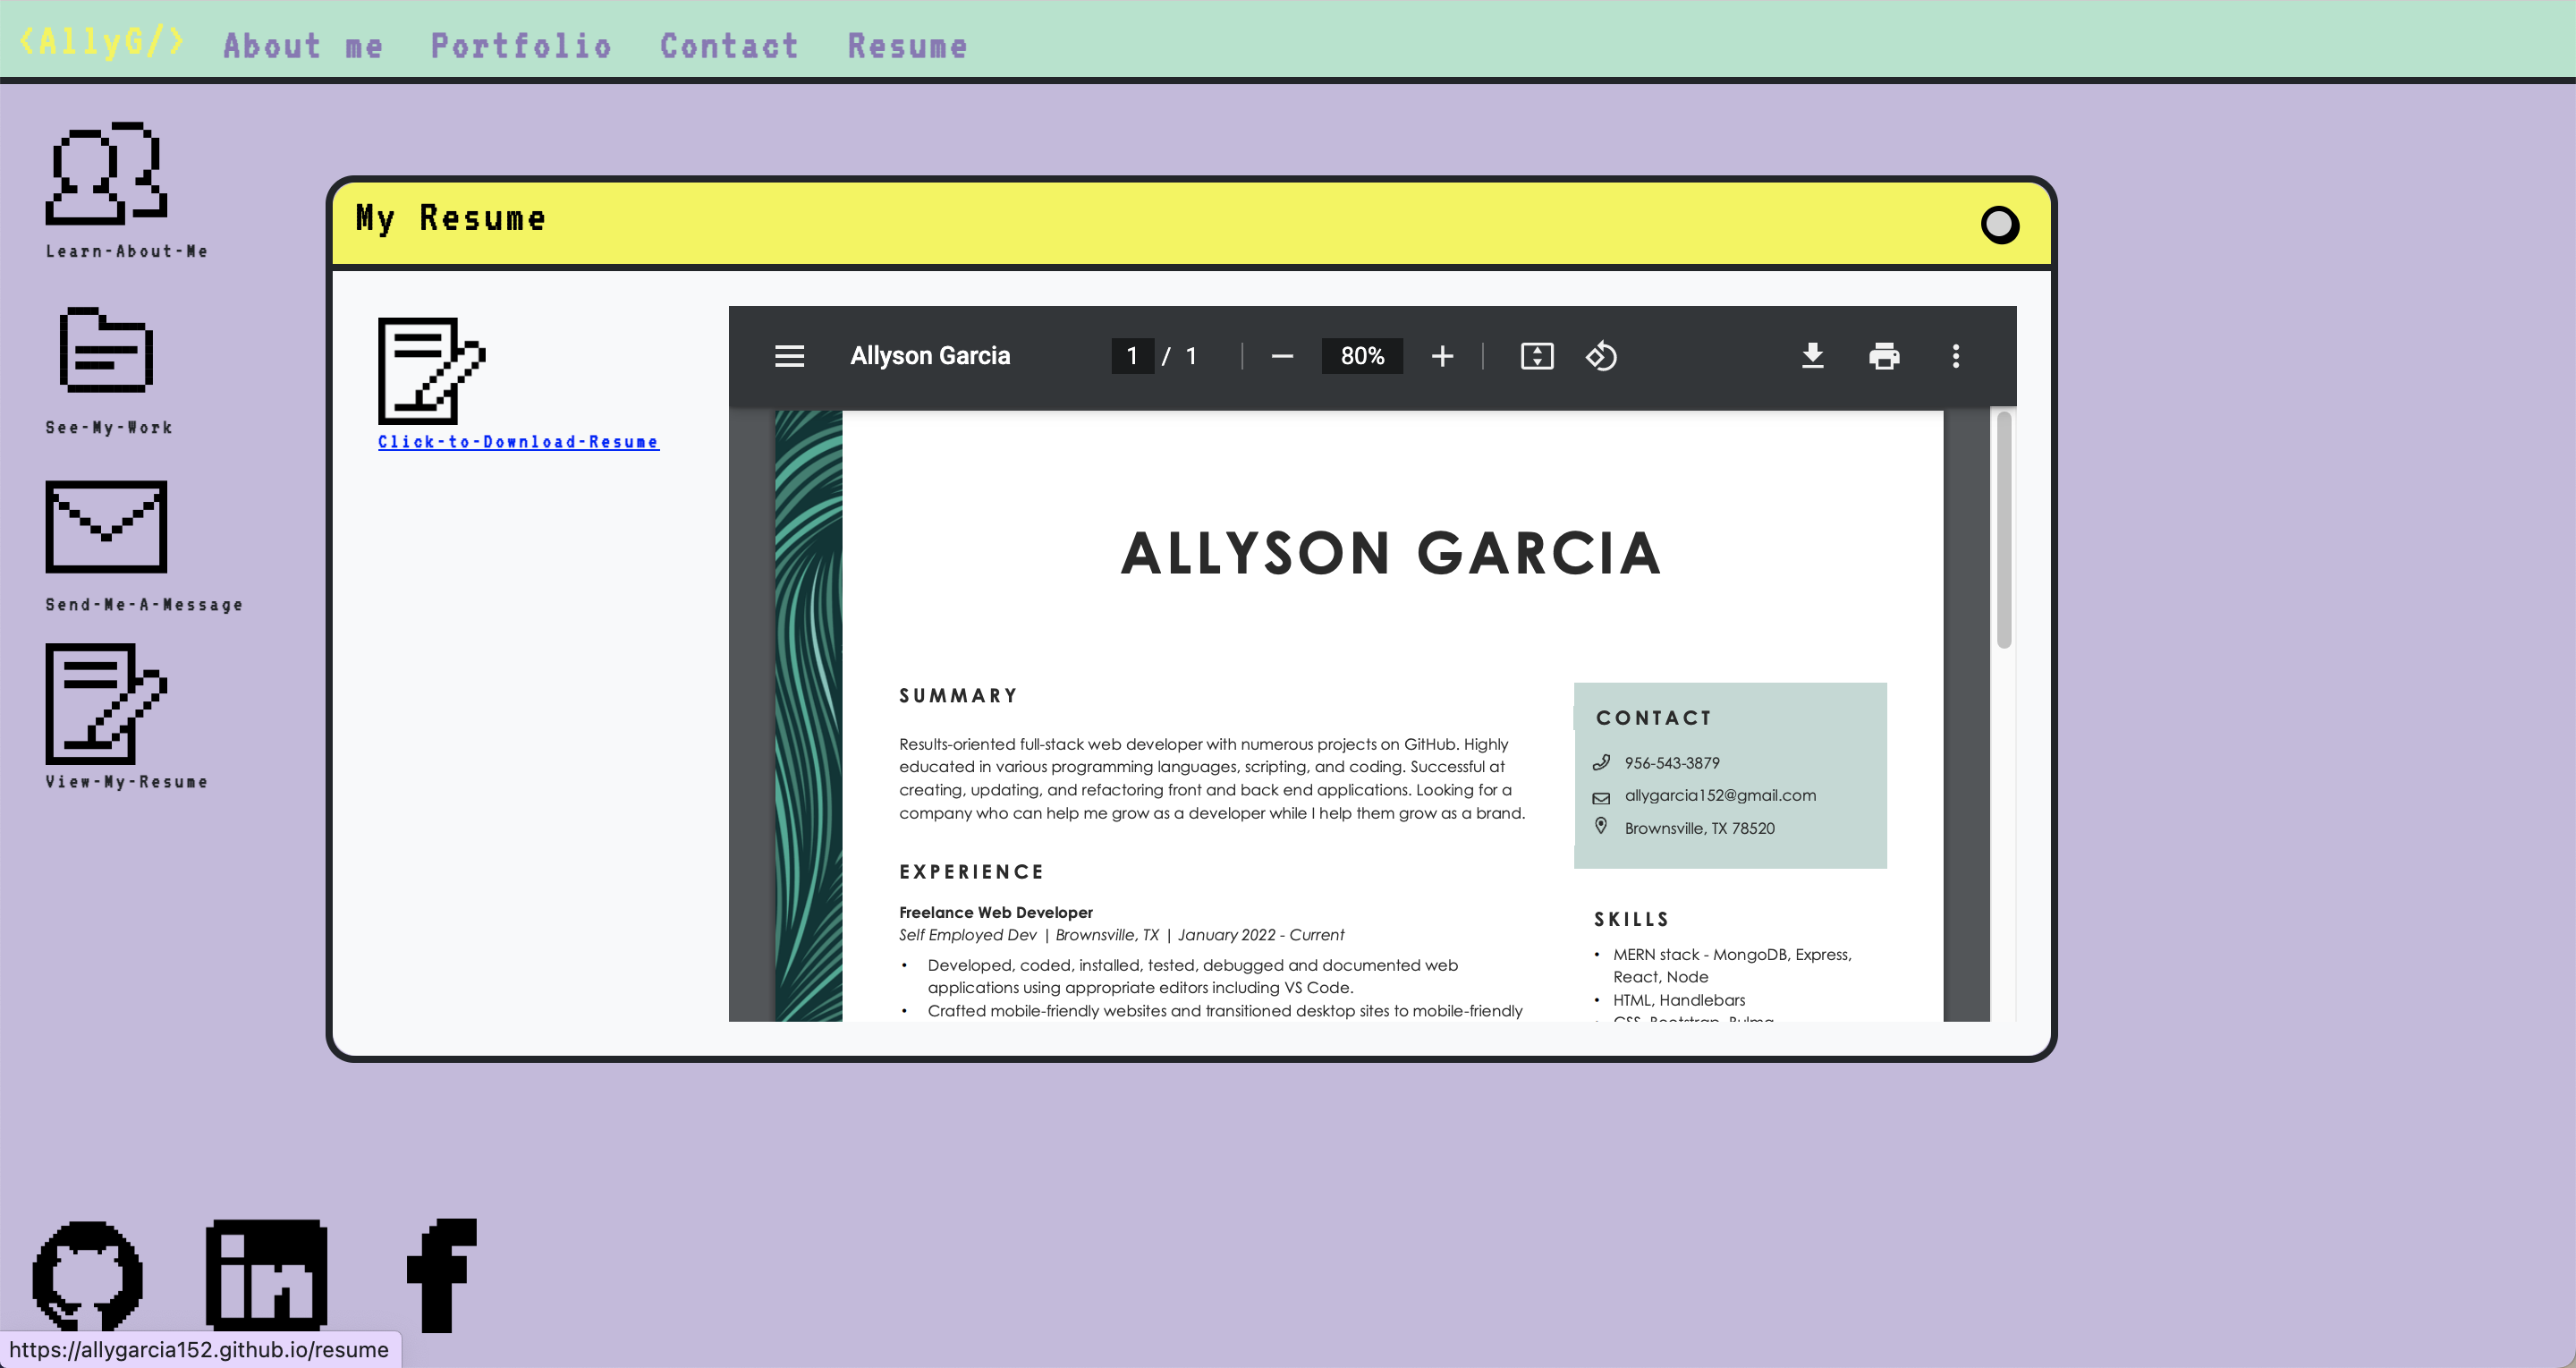 <AllyG/> About me Portfolio Contact Resume
Learn-About-Me
See-My-Work
Send-Me-A-Message
View-My-Resume
My Resume
Click-to-Download-Resume
Allyson Garcia 1 / 1 80%
ALLYSON GARCIA
SUMMARY
Results-oriented full-stack web developer with numerous projects on GitHub. Highly
educated in various programming languages, scripting, and coding. Successful at
creating, updating, and refactoring front and back end applications. Looking for a
company who can help me grow as a developer while I help them grow as a brand.
EXPERIENCE
Freelance Web Developer
Self Employed Dev | Brownsville, TX | January 2022 - Current
• Developed, coded, installed, tested, debugged and documented web
applications using appropriate editors including VS Code.
• Crafted mobile-friendly websites and transitioned desktop sites to mobile-friendly
CONTACT
956-543-3879
allygarcia152@gmail.com
Brownsville, TX 78520
SKILLS
• MERN stack - MongoDB, Express,
React, Node
• HTML, Handlebars
• CSS, Bootstrap, Bulma
in
f
https://allygarcia152.github.io/resume